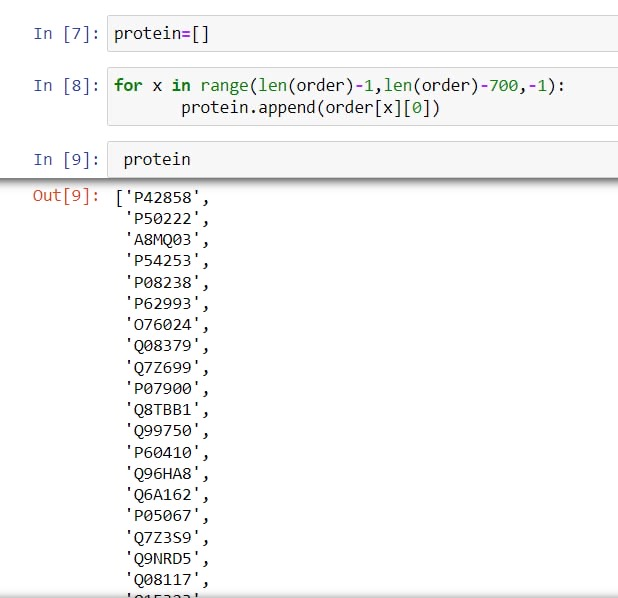 In [7]: protein=[]
In [8]: for x in range(len(order)-1,len(order)-700,-1):
protein.append(order[x][0])
In [9]: protein
Out[9]: ['P42858',
'P50222',
'A8MQ03',
'P54253',
'P08238',
'P62993',
'O76024',
'Q08379',
'Q7Z699',
'P07900',
'Q8TBB1',
'Q99750',
'P60410',
'Q96HA8',
'Q6A162',
'P05067',
'Q7Z3S9',
'Q9NRD5',
'Q08117',